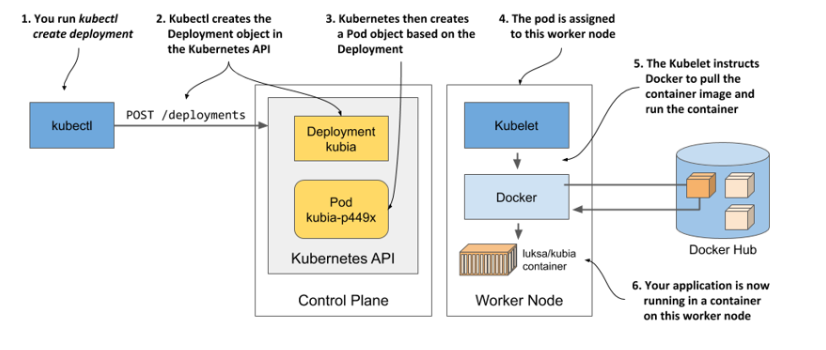 1. You run kubectl
create deployment
2. Kubectl creates the
Deployment object in
the Kubernetes API
3. Kubernetes then creates
a Pod object based on the
Deployment
4. The pod is assigned
to this worker node
5. The Kubelet instructs
Docker to pull the
container image and
run the container
kubectl
POST /deployments
Deployment
kubia
Pod
kubia-p449x
Kubernetes API
Control Plane
Kubelet
Docker
luksa/kubia
container
Worker Node
Docker Hub
6. Your application is now
running in a container
on this worker node